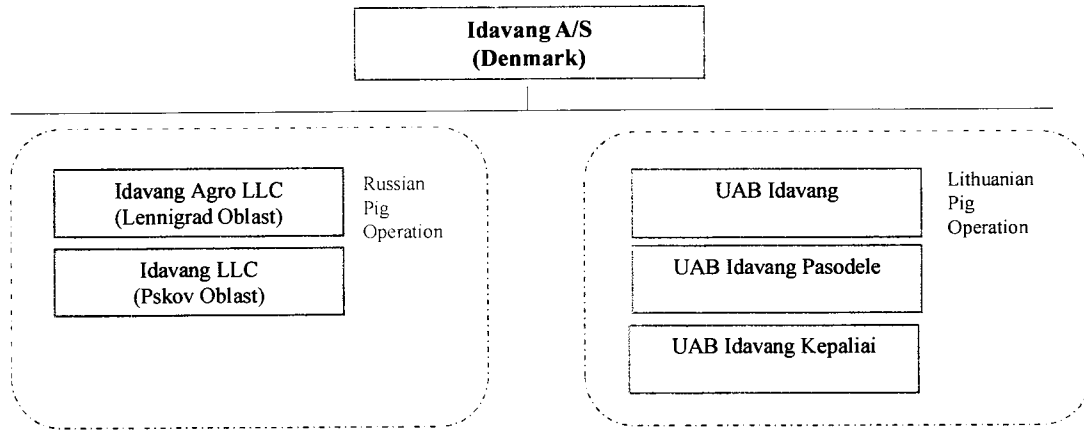 Idavang A/S
(Denmark)
Idavang Agro LLC
(Lennigrad Oblast)
Idavang LLC
(Pskov Oblast)
Russian
Pig
Operation
UAB Idavang
UAB Idavang Pasodele
UAB Idavang Kepaliai
Lithuanian
Pig
Operation